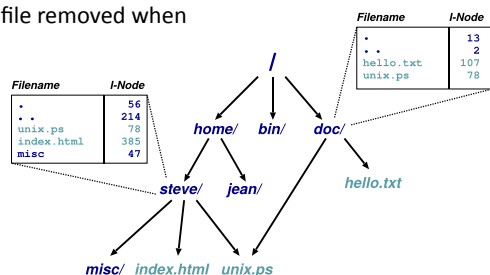 file removed when
Filename I-Node
. 13
. . 2
hello.txt 107
unix.ps 78
/
Filename I-Node
. 56
. . 214
unix.ps 78
index.html 385
misc 47
home/ bin/ doc/
steve/ jean/ hello.txt
misc/ index.html unix.ps